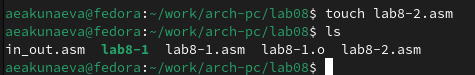 aeakunaeva@fedora:~/work/arch-pc/lab08$ touch lab8-2.asm
aeakunaeva@fedora:~/work/arch-pc/lab08$ ls
in_out.asm  lab8-1  lab8-1.asm  lab8-1.o  lab8-2.asm
aeakunaeva@fedora:~/work/arch-pc/lab08$